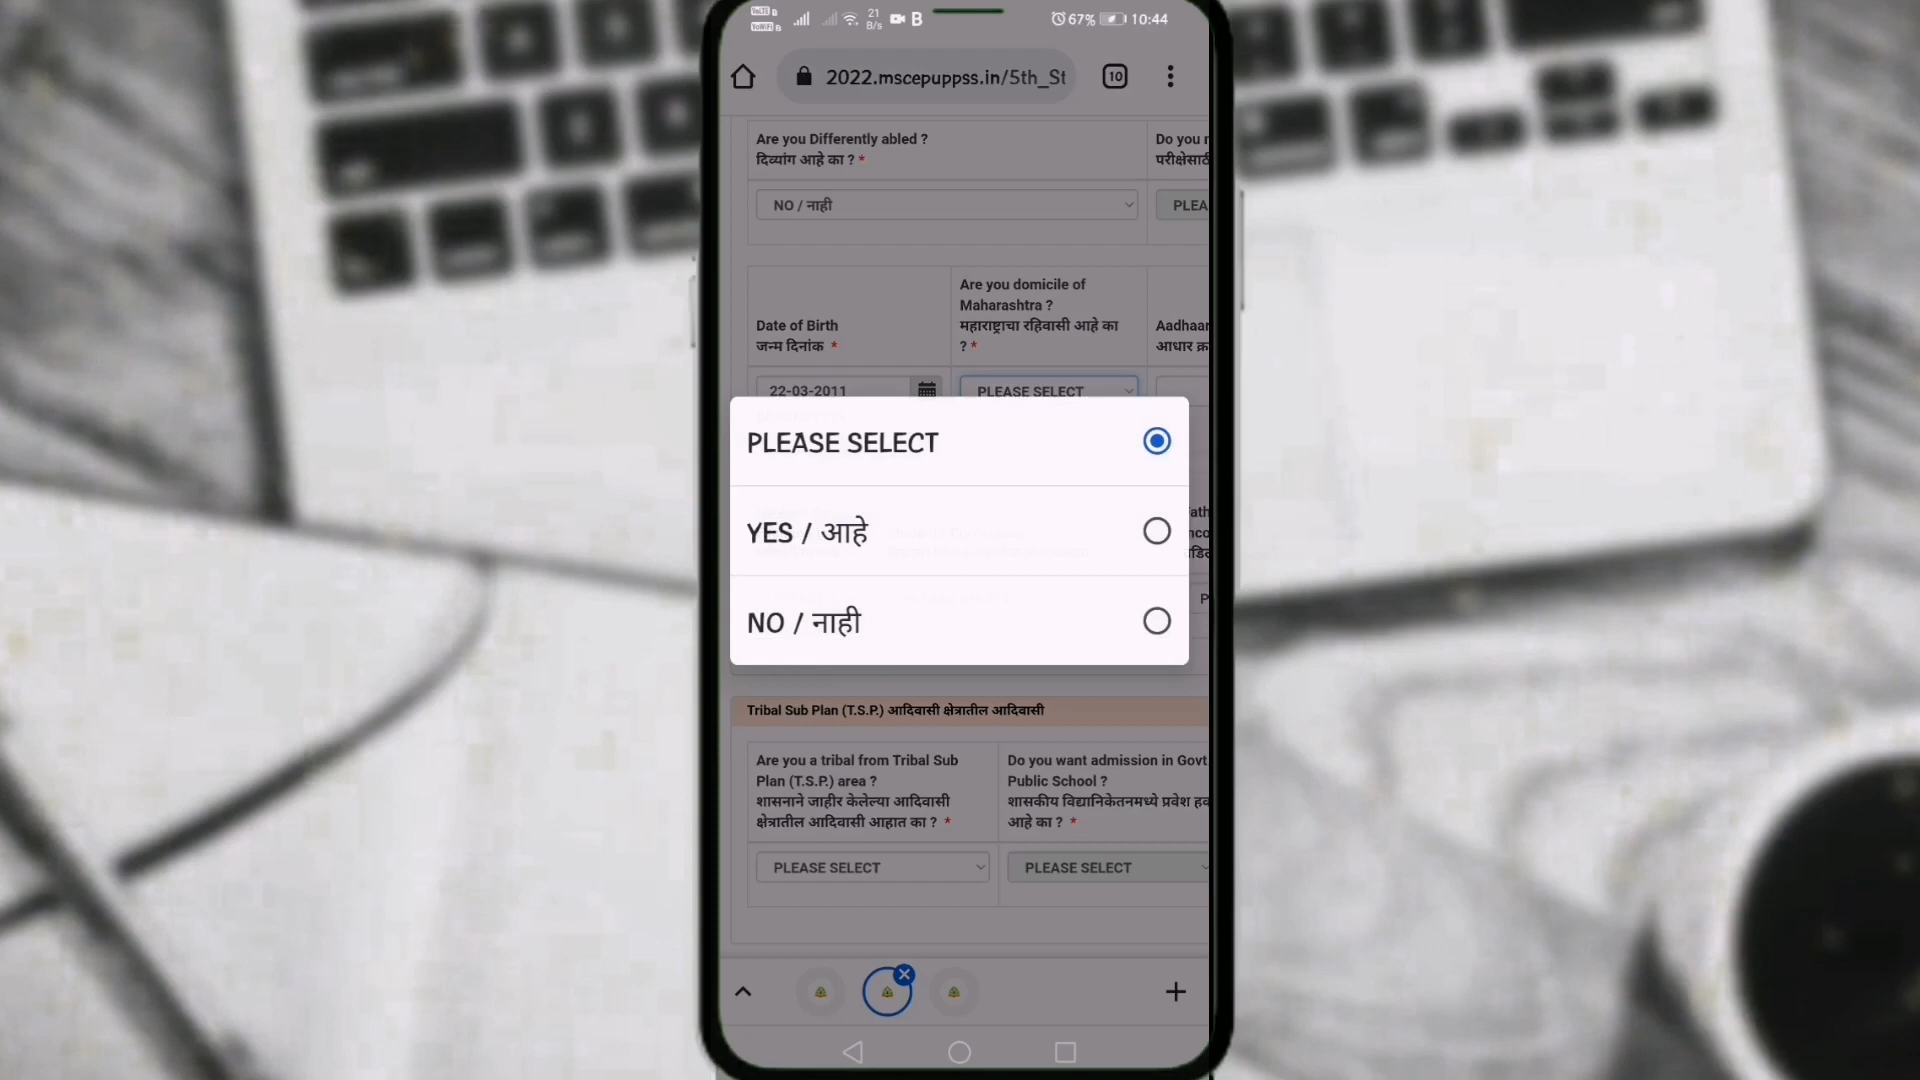 21
B/s
B
67%
10:44
2022.mscepuppss.in/5th_St
10
Are you Differently abled ?
दिव्यांग आहे का ? *
Do you
परीक्षेसाठी
NO / नाही
PLEA
Date of Birth
जन्म दिनांक *
Are you domicile of
Maharashtra ?
महाराष्ट्राचा रहिवासी आहे का
? *
Aadhaar
आधार
22-03-2011
PLEASE SELECT
PLEASE SELECT
YES / आहे
NO / नाही
Tribal Sub Plan (T.S.P.) आदिवासी क्षेत्रातील आदिवासी
Are you a tribal from Tribal Sub
Plan (T.S.P.) area ?
शासनाने जाहीर केलेल्या आदिवासी
क्षेत्रातील आदिवासी आहात का ? *
Do you want admission in Govt
Public School ?
शासकीय विद्यानिकेतनमध्ये प्रवेश
आहे का ? *
PLEASE SELECT
PLEASE SELECT